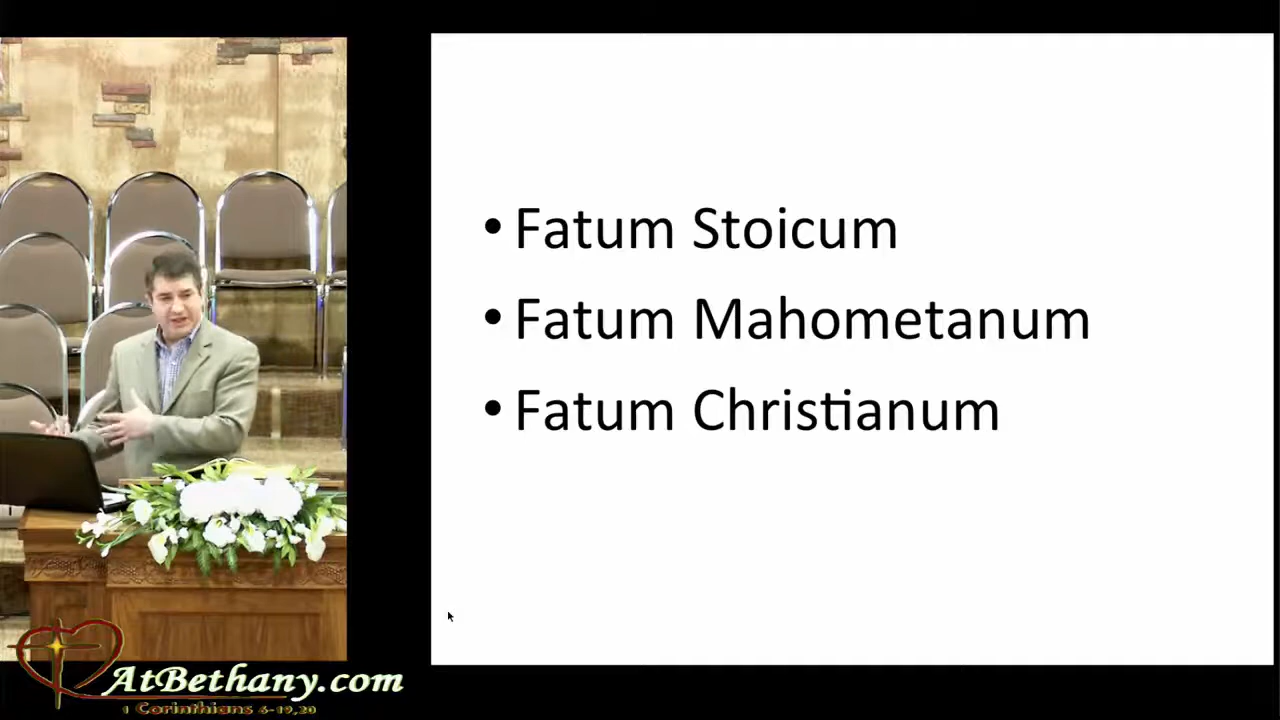 • Fatum Stoicum
• Fatum Mahometanum
• Fatum Christianum
AtBethany.com
1 Corinthians 6-19,20